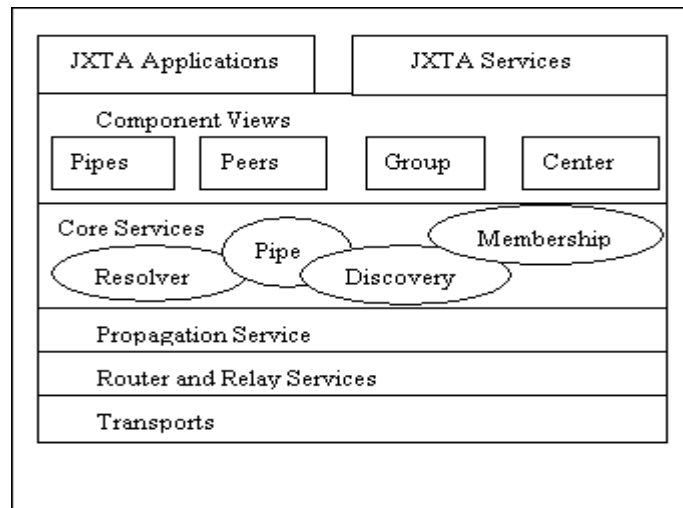 JXTA Applications
JXTA Services
Component Views
Pipes
Peers
Group
Center
Core Services
Resolver
Pipe
Discovery
Membership
Propagation Service
Router and Relay Services
Transports